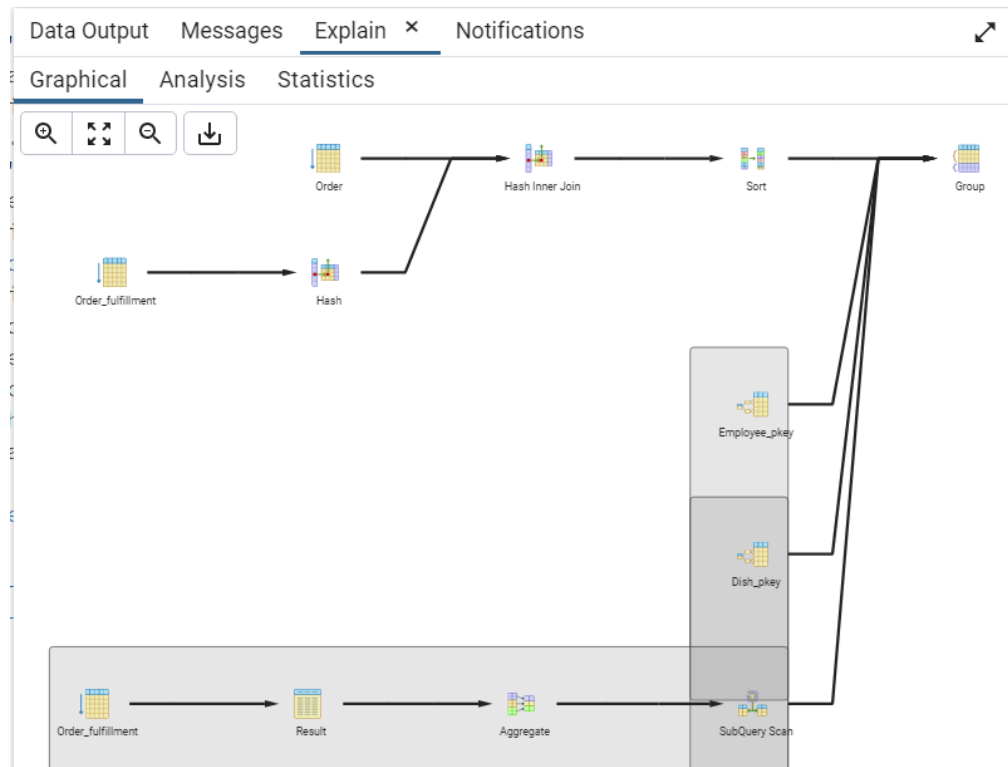 Data Output Messages Explain × Notifications
Graphical Analysis Statistics
Order Hash Inner Join Sort Group
Order_fulfillment Hash
Employee_pkey
Dish_pkey
Order_fulfillment Result Aggregate SubQuery Scan